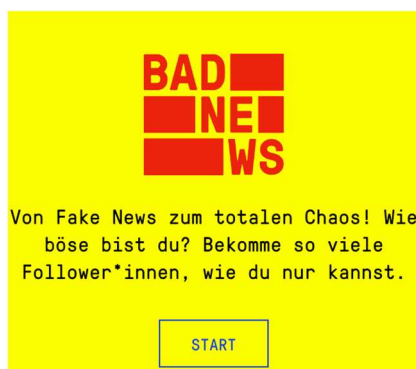 BAD
NE
WS
Von Fake News zum totalen Chaos! Wie
böse bist du? Bekomme so viele
Follower*innen, wie du nur kannst.
START